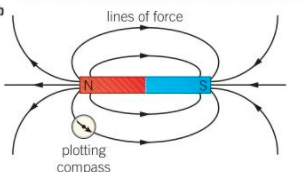 b
lines of force
N
S
plotting
compass